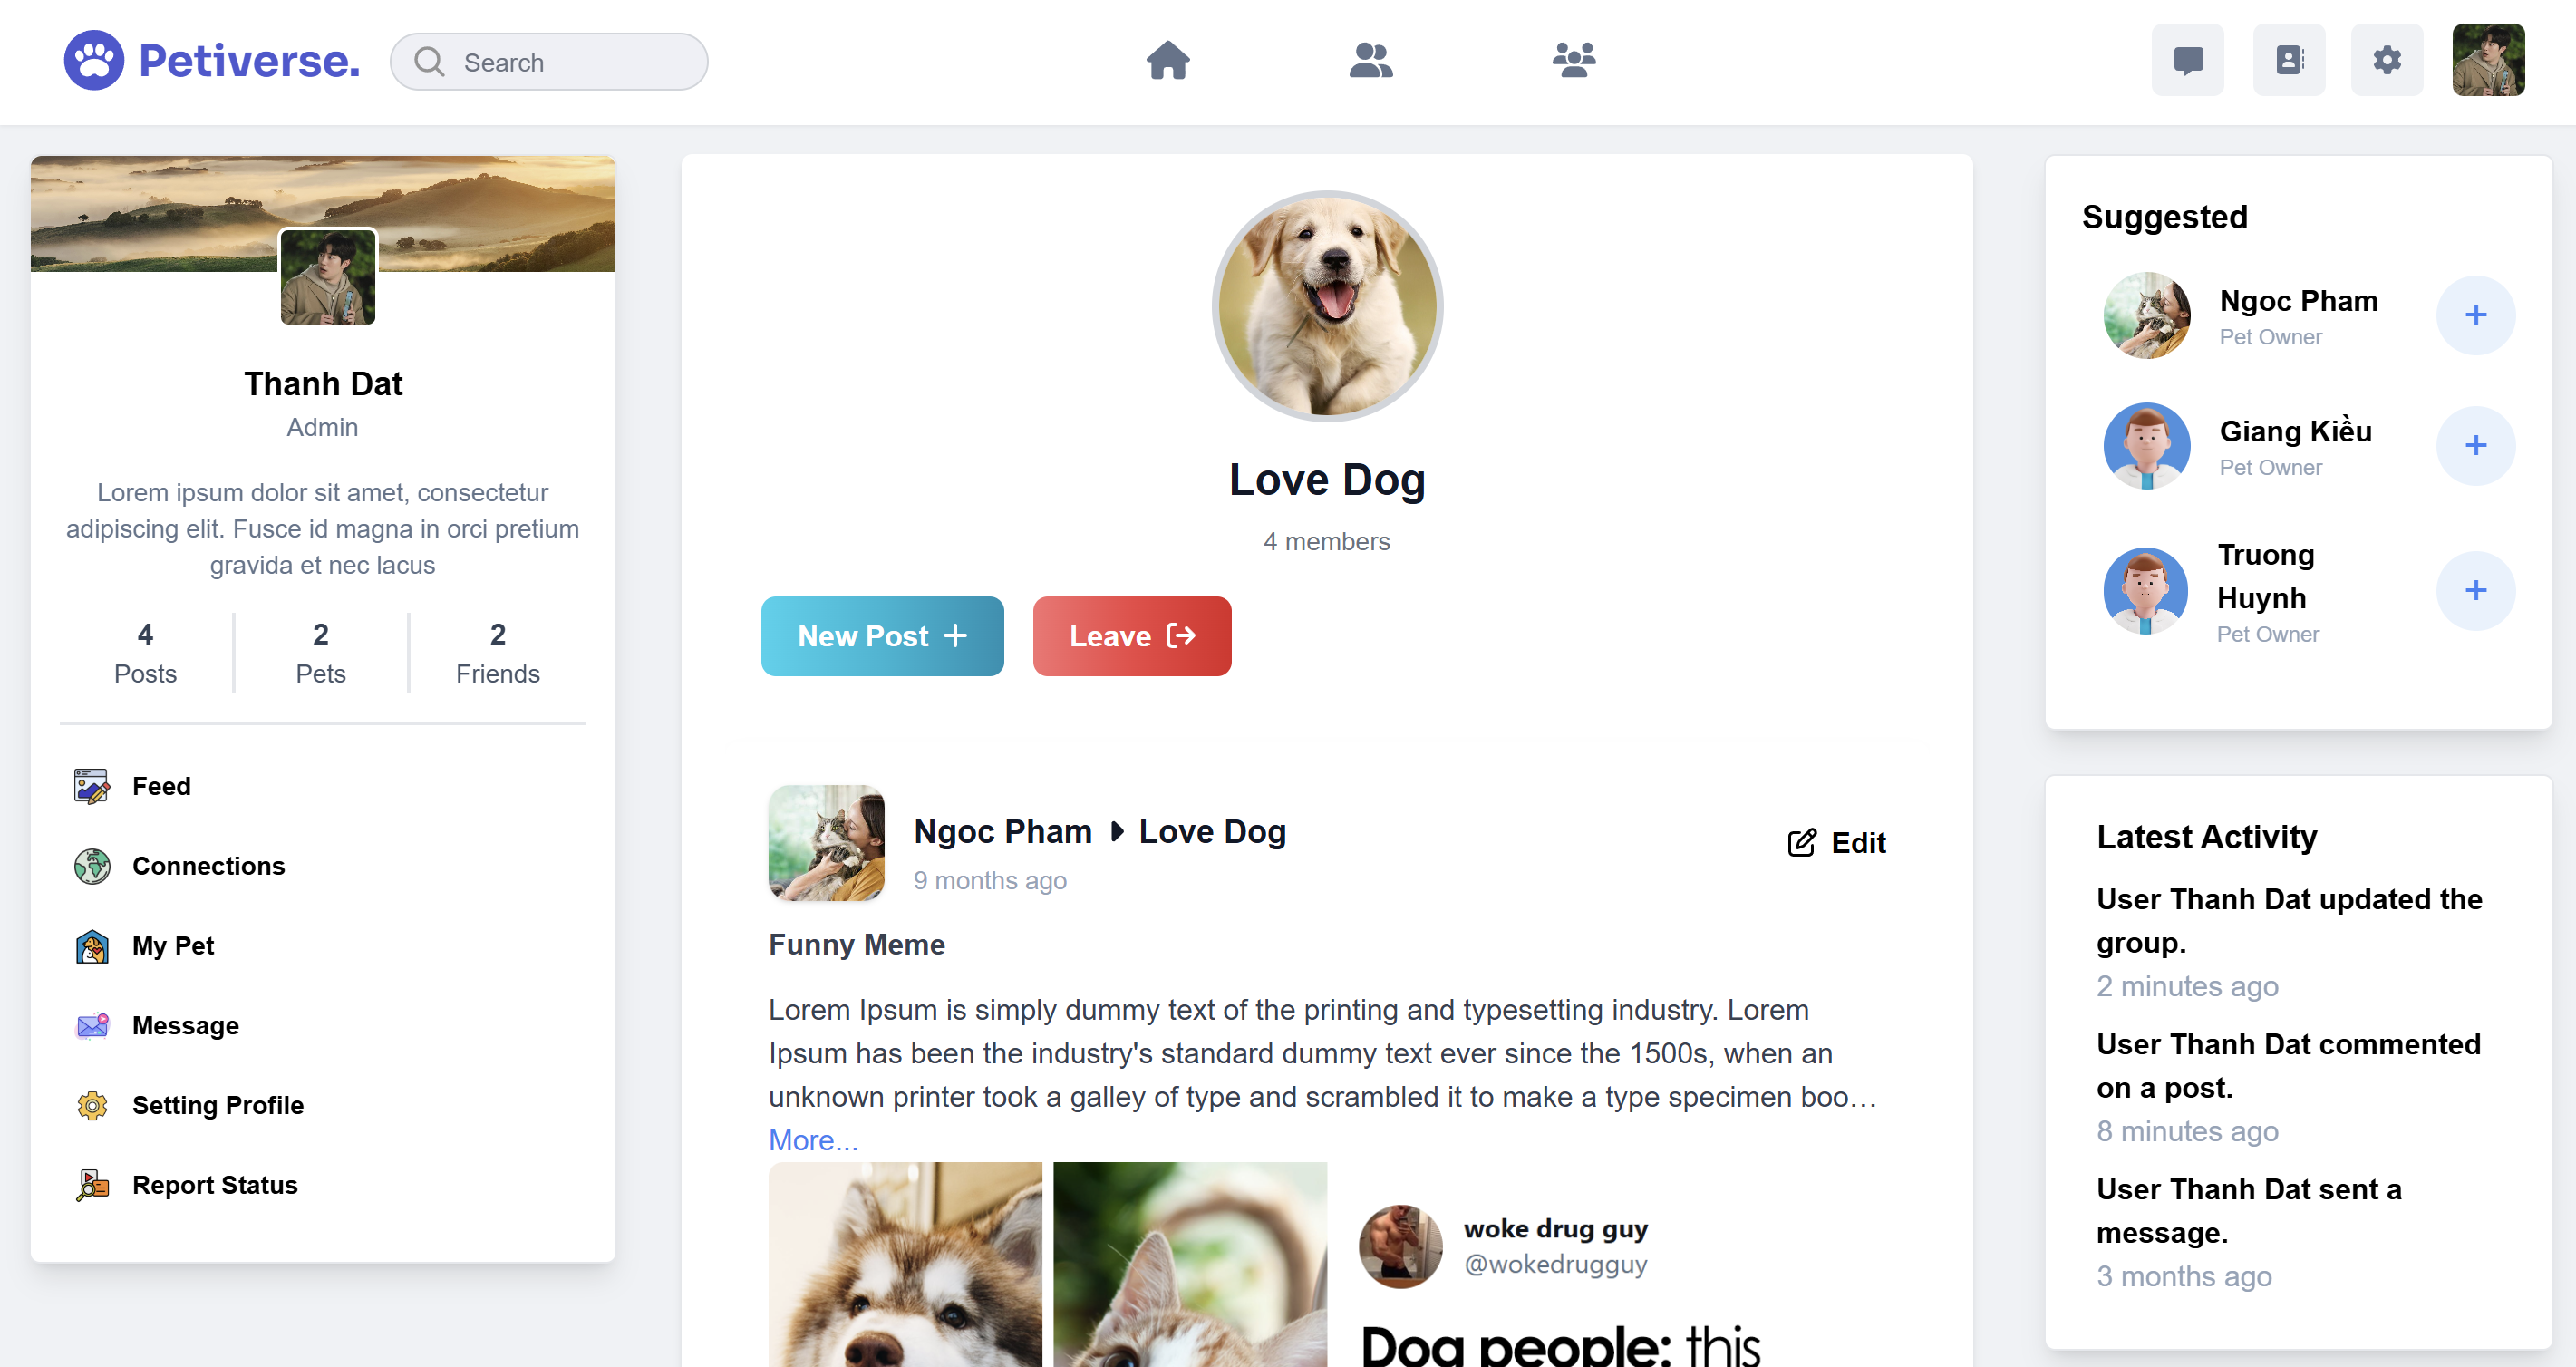 Petiverse.
Search
Thanh Dat
Admin
Lorem ipsum dolor sit amet, consectetur
adipiscing elit. Fusce id magna in orci pretium
gravida et nec lacus
4
Posts
2
Pets
2
Friends
Feed
Connections
My Pet
Message
Setting Profile
Report Status
Love Dog
4 members
New Post
Leave
Ngoc Pham Love Dog
9 months ago
Edit
Funny Meme
Lorem Ipsum is simply dummy text of the printing and typesetting industry. Lorem
Ipsum has been the industry's standard dummy text ever since the 1500s, when an
unknown printer took a galley of type and scrambled it to make a type specimen boo…
More...
woke drug guy
@wokedrugguy
Dog people: this
Suggested
Ngoc Pham
Pet Owner
Giang Kiều
Pet Owner
Truong
Huynh
Pet Owner
Latest Activity
User Thanh Dat updated the
group.
2 minutes ago
User Thanh Dat commented
on a post.
8 minutes ago
User Thanh Dat sent a
message.
3 months ago